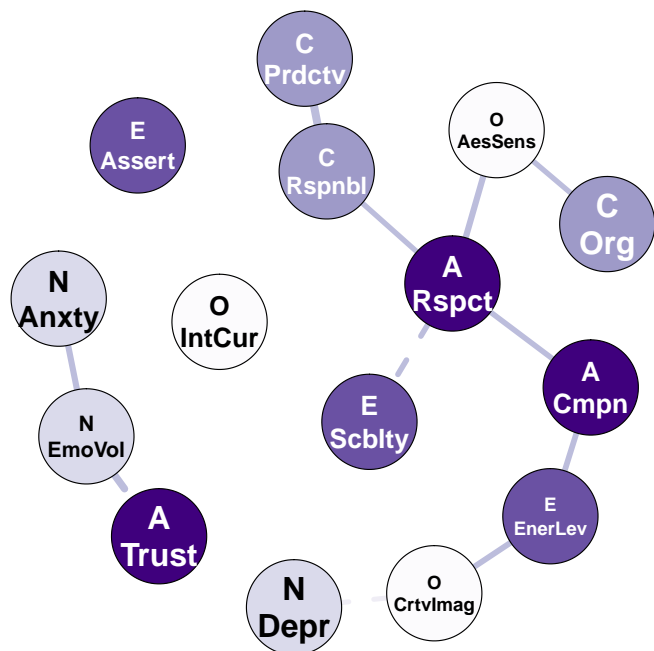 C
Prdctv
E
Assert
O
AesSens
C
Rspnbl
C
Org
A
Rspct
N
Anxty
O
IntCur
A
Cmpn
E
Scblty
N
EmoVol
E
EnerLev
A
Trust
O
CrtvImag
N
Depr